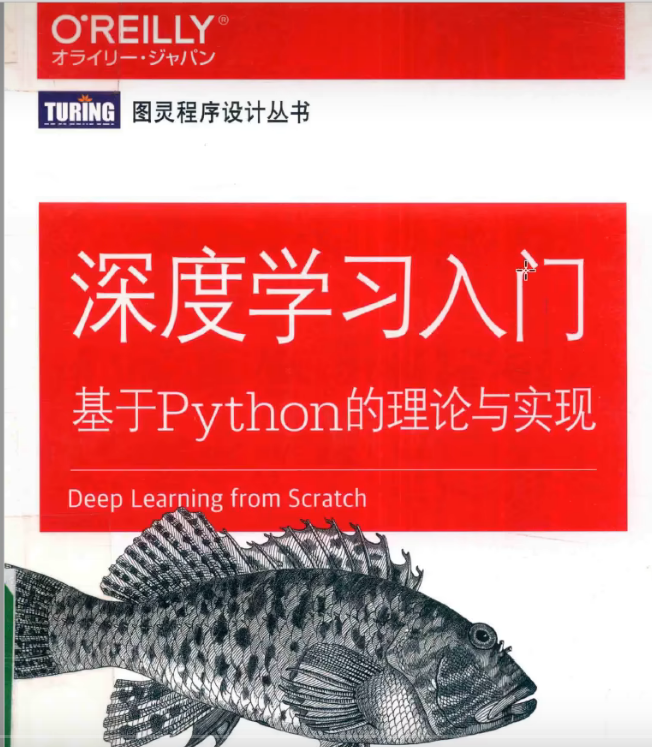 O'REILLY®
オライリー・ジャパン
TURING 图灵程序设计丛书
深度学习入门
基于Python的理论与实现
Deep Learning from Scratch